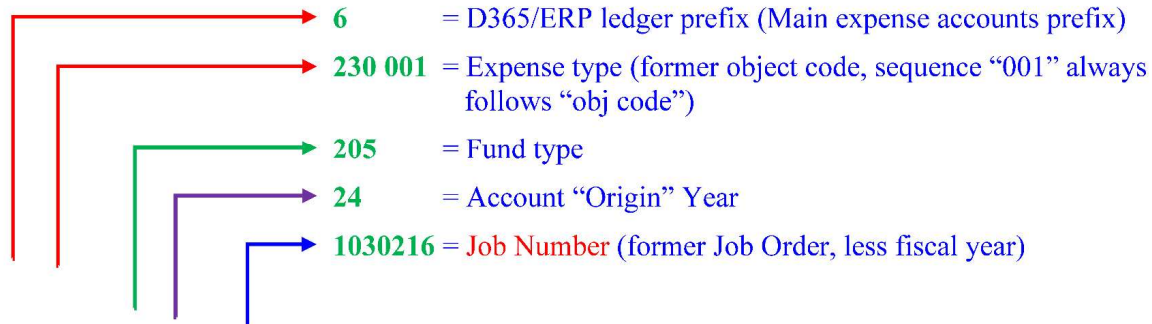 6 = D365/ERP ledger prefix (Main expense accounts prefix)
230 001 = Expense type (former object code, sequence “001” always
follows “obj code”)
205 = Fund type
24 = Account “Origin” Year
1030216 = Job Number (former Job Order, less fiscal year)